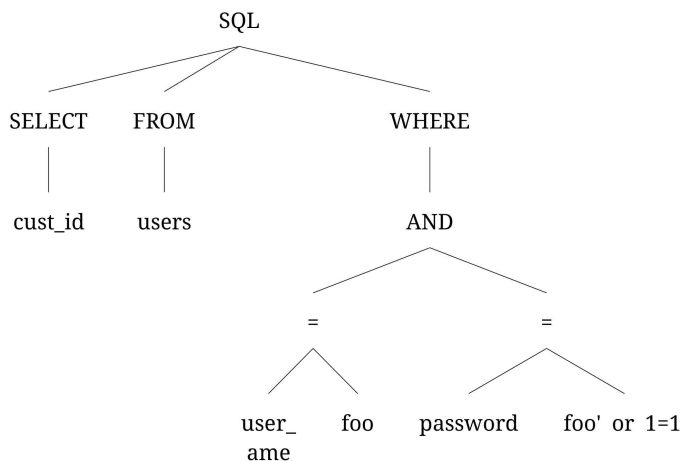 SQL
SELECT FROM WHERE
cust_id users AND
= =
user_ foo password foo' or 1=1
ame